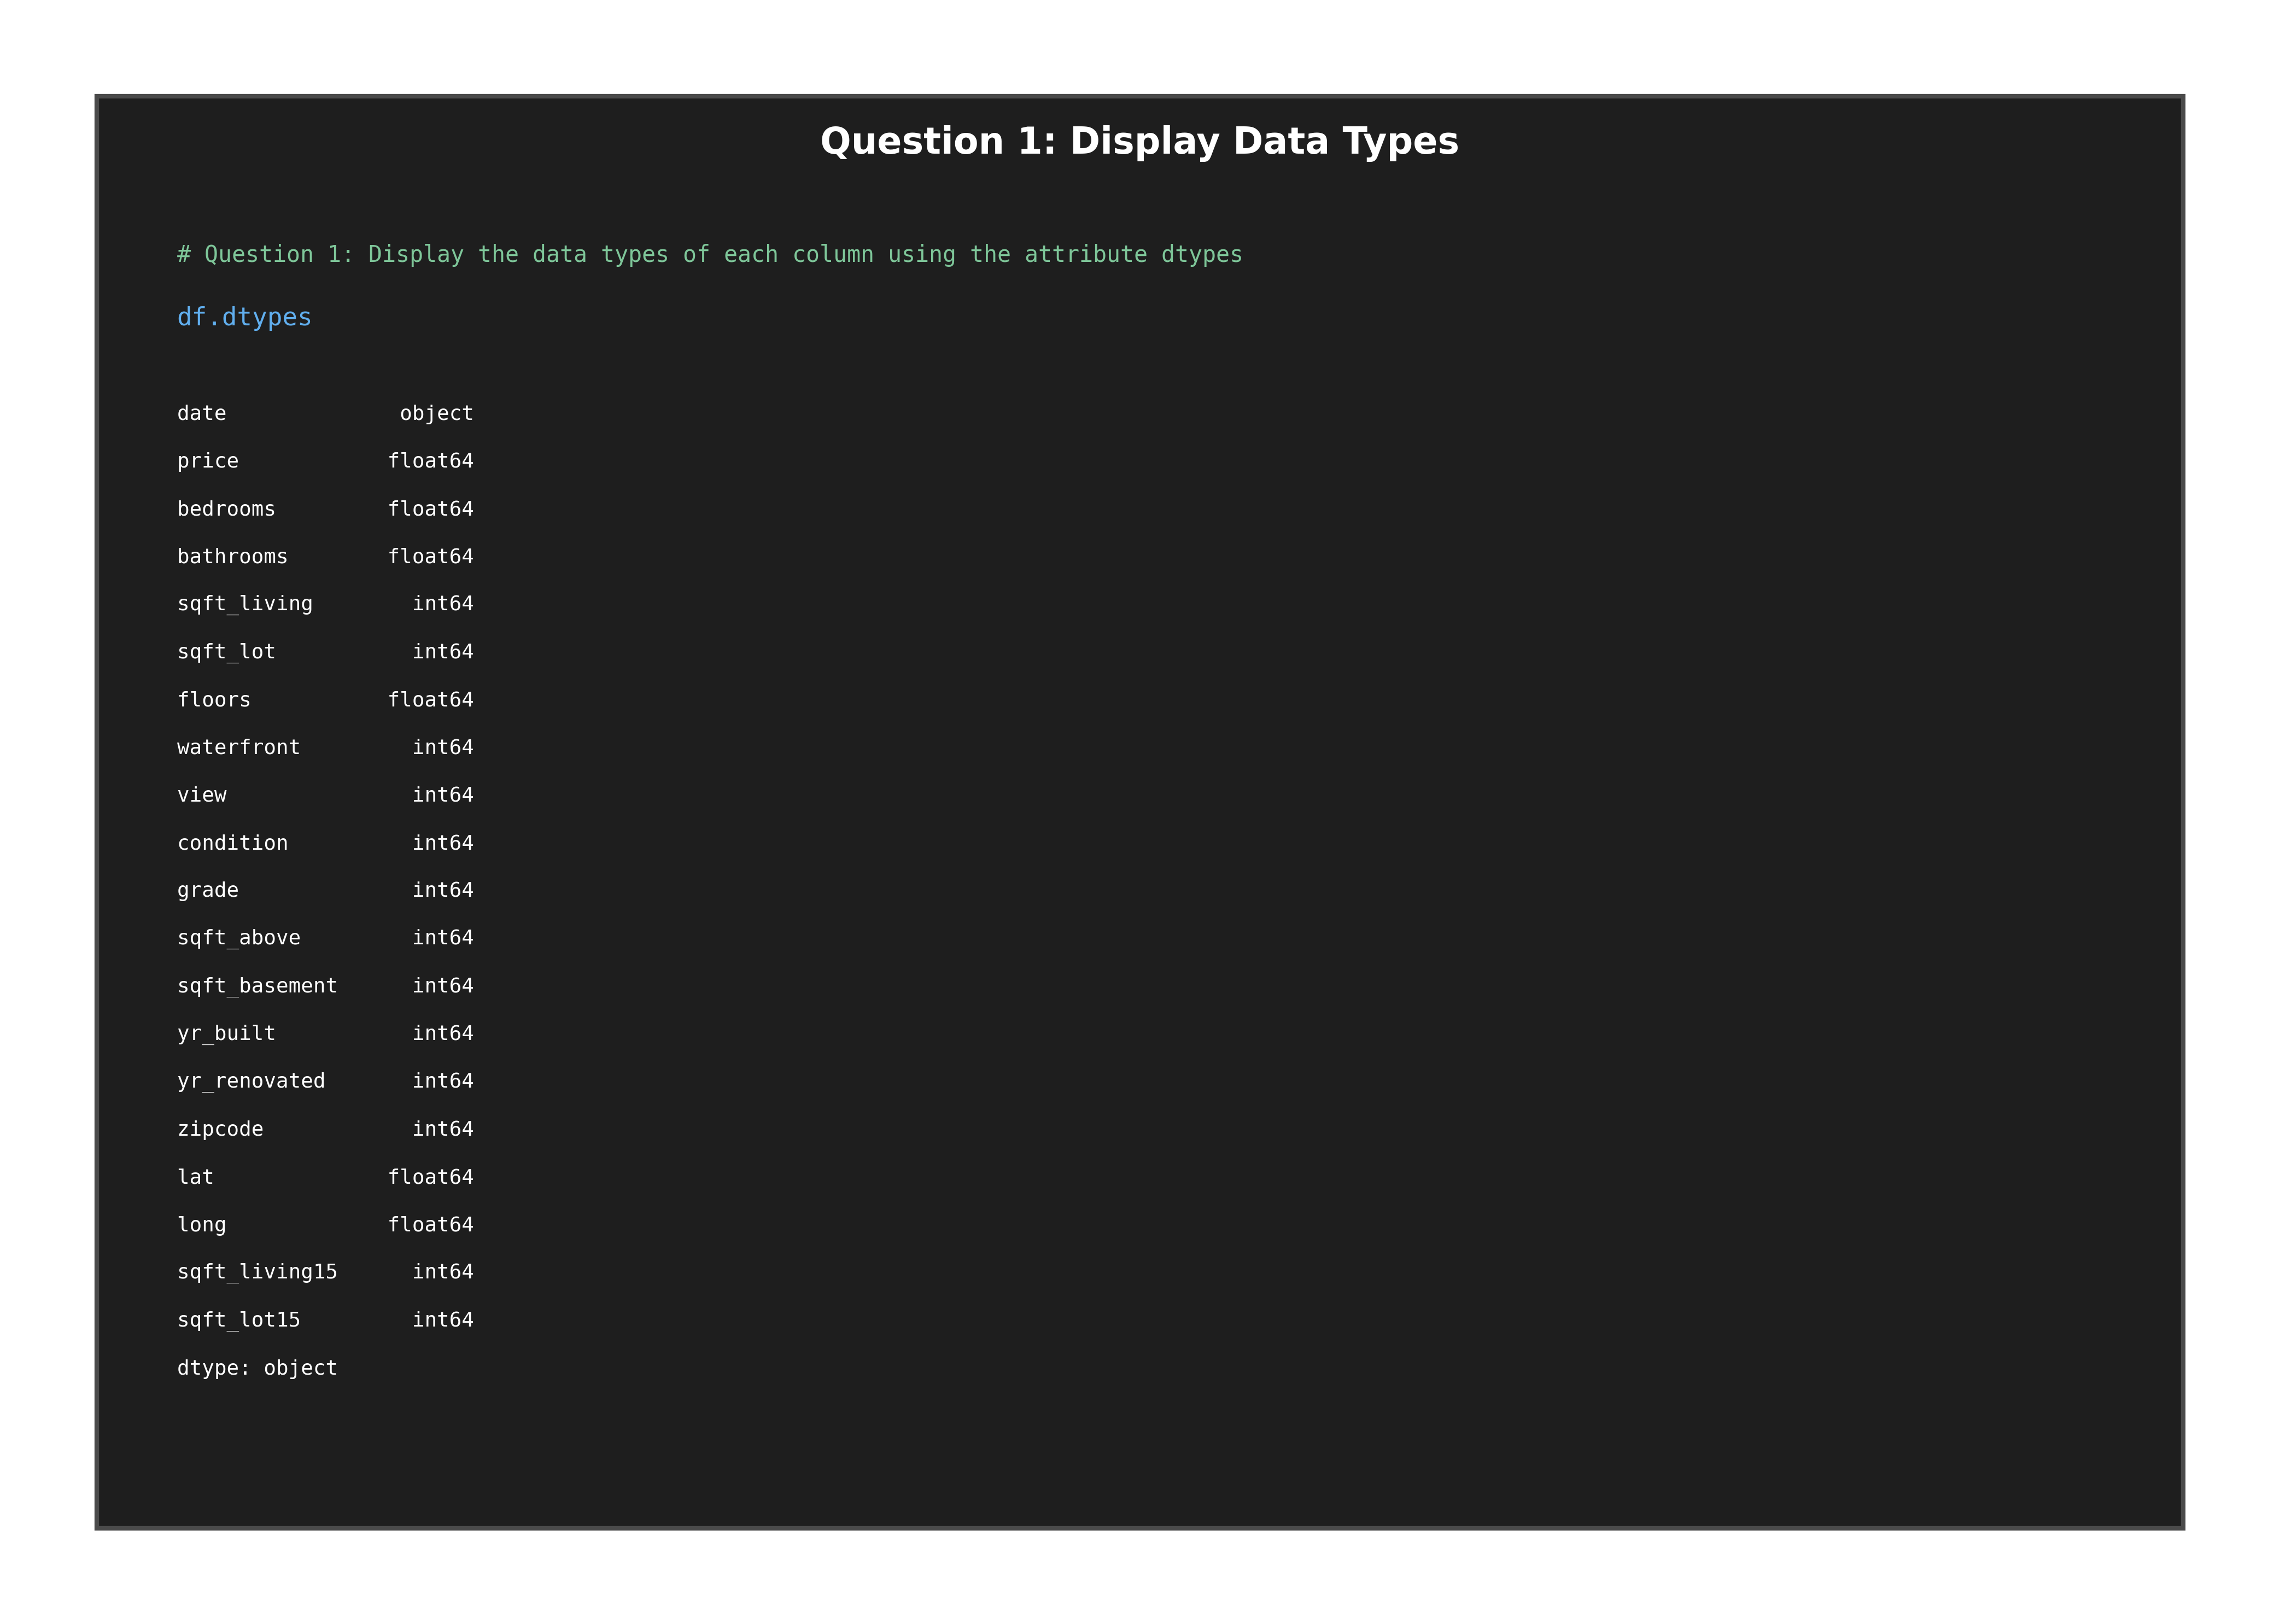 Question 1: Display Data Types
# Question 1: Display the data types of each column using the attribute dtypes
df.dtypes
date              object
price            float64
bedrooms         float64
bathrooms        float64
sqft_living        int64
sqft_lot           int64
floors           float64
waterfront         int64
view               int64
condition          int64
grade              int64
sqft_above         int64
sqft_basement      int64
yr_built           int64
yr_renovated       int64
zipcode            int64
lat              float64
long             float64
sqft_living15      int64
sqft_lot15         int64
dtype: object